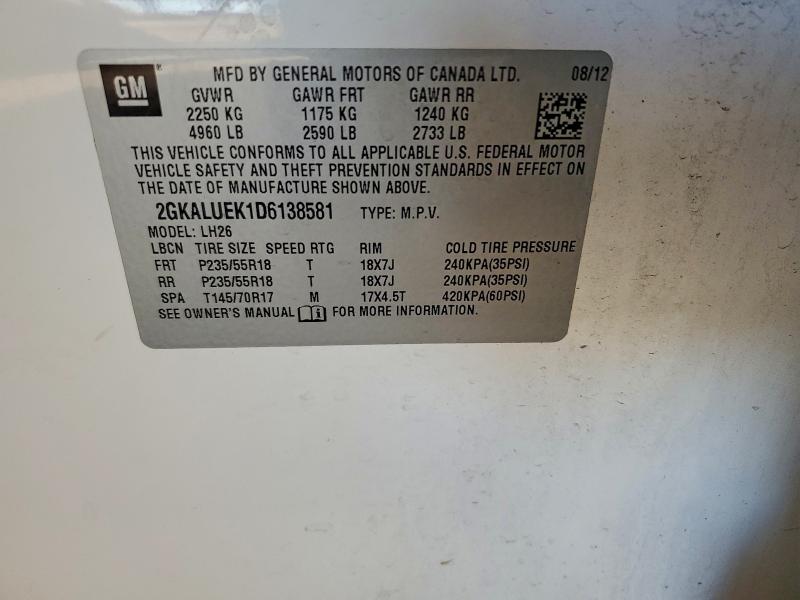 GM
MFD BY GENERAL MOTORS OF CANADA LTD. 08/12
GVWR GAWR FRT GAWR RR
2250 KG 1175 KG 1240 KG
4960 LB 2590 LB 2733 LB
THIS VEHICLE CONFORMS TO ALL APPLICABLE U.S. FEDERAL MOTOR
VEHICLE SAFETY AND THEFT PREVENTION STANDARDS IN EFFECT ON
THE DATE OF MANUFACTURE SHOWN ABOVE.
2GKALUEK1D6138581 TYPE: M.P.V.
MODEL: LH26
LBCN TIRE SIZE SPEED RTG RIM COLD TIRE PRESSURE
FRT P235/55R18 T 18X7J 240KPA(35PSI)
RR P235/55R18 T 18X7J 240KPA(35PSI)
SPA T145/70R17 M 17X4.5T 420KPA(60PSI)
SEE OWNER'S MANUAL i FOR MORE INFORMATION.